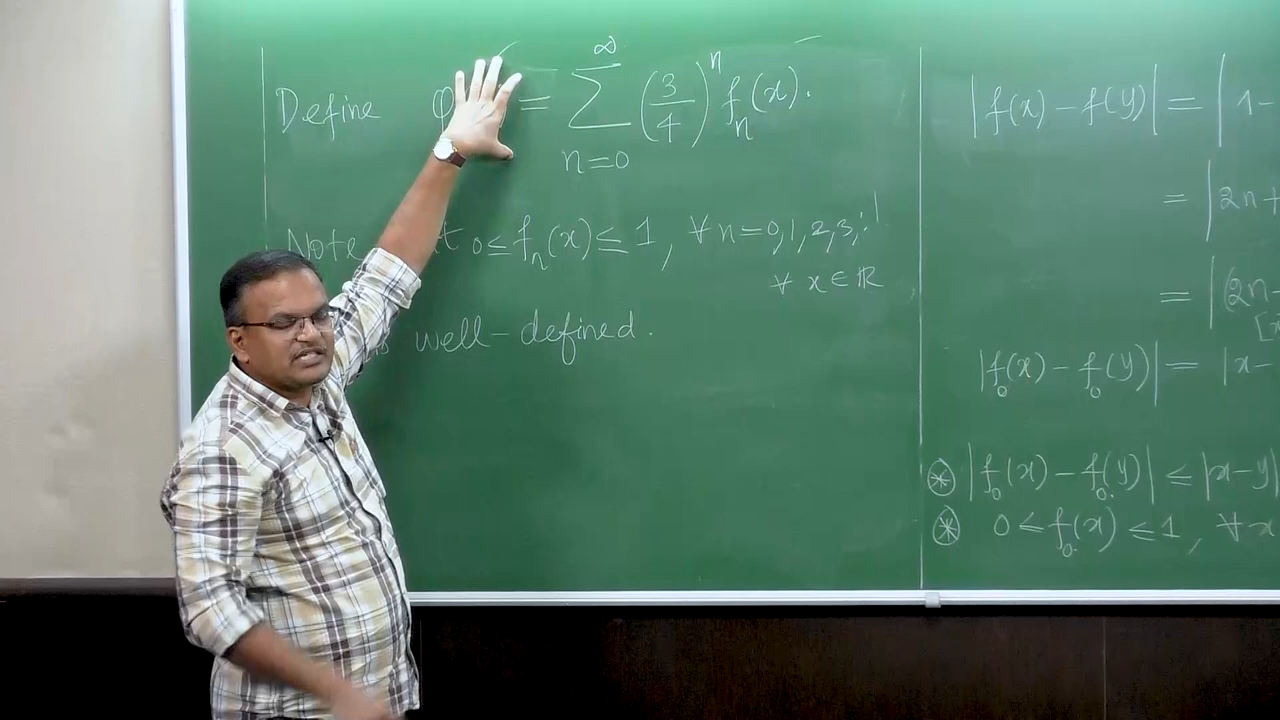 Define φ = ∑_{n=0}^{∞} (3/4)^n f_n(x).
Note t 0 ≤ f_n(x) ≤ 1, ∀ n = 0, 1, 2, 3, ...
∀ x ∈ ℝ
is well-defined.
|f(x) - f(y)| = | 1 -
= | 2n +
= | (2n -
|f_0(x) - f_0(y)| = | x -
⊛ |f_0(x) - f_0(y)| ≤ |x - y|
⊛ 0 ≤ f_0(x) ≤ 1, ∀ x